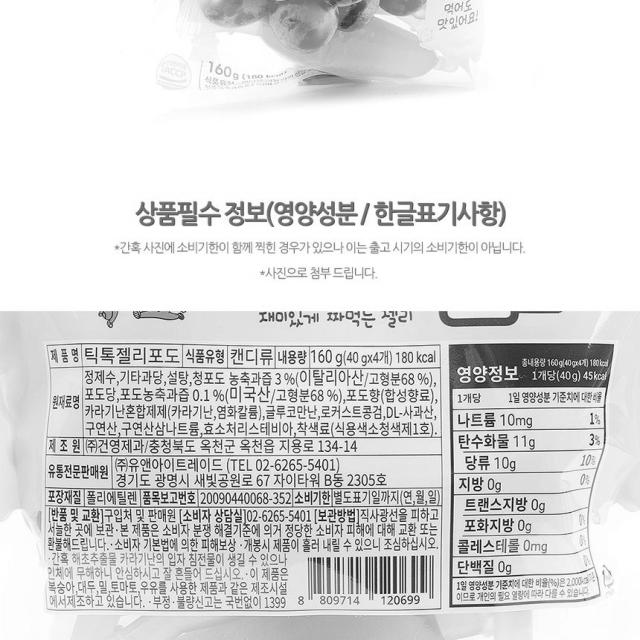 먹어도
맛있어요!
HACCP
160g (180 kcal)
상품필수 정보(영양성분 / 한글표기사항)
*간혹 사진에 소비기한이 함께 찍힌 경우가 있으나 이는 출고 시기의 소비기한이 아닙니다.
*사진으로 첨부 드립니다.
재미있게 짜먹는 젤리
제 품 명 틱톡젤리포도 식품유형 캔디류 내용량 160 g(40 gx4개) 180 kcal
원재료명 정제수,기타과당,설탕,청포도 농축과즙 3 %(이탈리아산/고형분68 %),
포도당,포도농축과즙 0.1 %(미국산/고형분68 %),포도향(합성향료),
카라기난혼합제제(카라기난,염화칼륨),글루코만난,로커스트콩검,DL-사과산,
구연산,구연산삼나트륨,효소처리스테비아,착색료(식용색소청색제1호).
제 조 원 ㈜건영제과/충청북도 옥천군 옥천읍 지용로 134-14
유통전문판매원 ㈜유앤아이트레이드 (TEL 02-6265-5401)
경기도 광명시 새빛공원로 67 자이타워 B동 2305호
포장재질 폴리에틸렌 품목보고번호 20090440068-352 소비기한 별도표기일까지(연,월,일)
[반품 및 교환]구입처 및 판매원 [소비자 상담실]02-6265-5401 [보관방법]직사광선을 피하고
서늘한 곳에 보관·본 제품은 소비자 분쟁 해결기준에 의거 정당한 소비자 피해에 대해 교환 또는
환불해드립니다.·소비자 기본법에 의한 피해보상·개봉시 제품이 흘러 내릴 수 있으니 조심하십시오.
·간혹 해초추출물 카라기난의 입자 침전물이 생길 수 있으나
인체에 무해하니 안심하시고 잘 흔들어 드십시오.·이 제품은
복숭아,대두,밀,토마토,우유를 사용한 제품과 같은 제조시설
에서 제조하고 있습니다.·부정·불량신고는 국번없이 1399
8 809714 120699
영양정보 총내용량 160 g(40 gx4개) 180 kcal
1개당(40 g) 45 kcal
1개당 1일 영양성분 기준치에 대한 비율
나트륨 10mg 1%
탄수화물 11g 3%
당류 10g 10%
지방 0g 0%
트랜스지방 0g
포화지방 0g 0%
콜레스테롤 0mg 0%
단백질 0g 0%
1일 영양성분 기준치에 대한 비율(%)은 2,000 kcal
이므로 개인의 필요 열량에 따라 다를 수 있습니다.